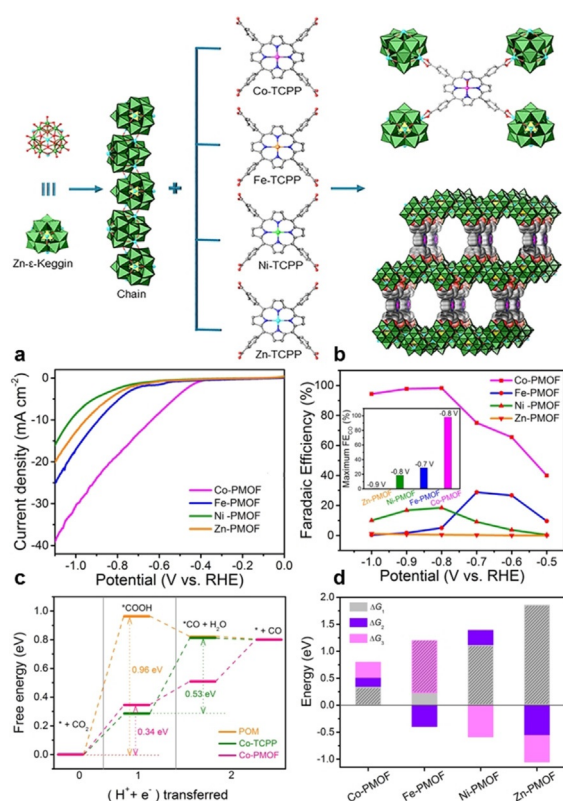 Co-TCPP
Fe-TCPP
Ni-TCPP
Zn-TCPP
Zn-ε-Keggin
Chain
a
Current density (mA cm⁻²)
0
-10
-20
-30
-40
Co-PMOF
Fe-PMOF
Ni-PMOF
Zn-PMOF
-1.0
-0.8
-0.6
-0.4
-0.2
0.0
Potential (V vs. RHE)
b
Faradaic Efficiency (%)
100
80
60
40
20
0
Co-PMOF
Fe-PMOF
Ni -PMOF
Zn-PMOF
Maximum FE_CO (%)
100
80
60
40
20
0
-0.9 V
-0.8 V
-0.7 V
-0.8 V
Zn-PMOF
Ni-PMOF
Fe-PMOF
Co-PMOF
-1.0
-0.9
-0.8
-0.7
-0.6
-0.5
Potential (V vs. RHE)
c
Free energy (eV)
1.0
0.8
0.6
0.4
0.2
0.0
*COOH
*CO + H₂O
* + CO
* + CO₂
0.96 eV
0.53 eV
0.34 eV
POM
Co-TCPP
Co-PMOF
0
1
2
( H⁺+ e⁻ ) transferred
d
Energy (eV)
2.0
1.5
1.0
0.5
0.0
-0.5
-1.0
ΔG₁
ΔG₂
ΔG₃
Co-PMOF
Fe-PMOF
Ni-PMOF
Zn-PMOF